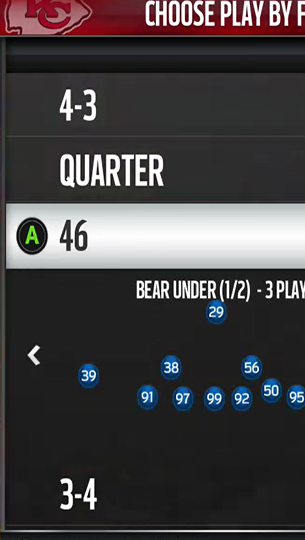 KC
CHOOSE PLAY BY F
4-3
QUARTER
A 46
BEAR UNDER (1/2) - 3 PLAY
29
38 56
39
91 97 99 92 50 95
3-4